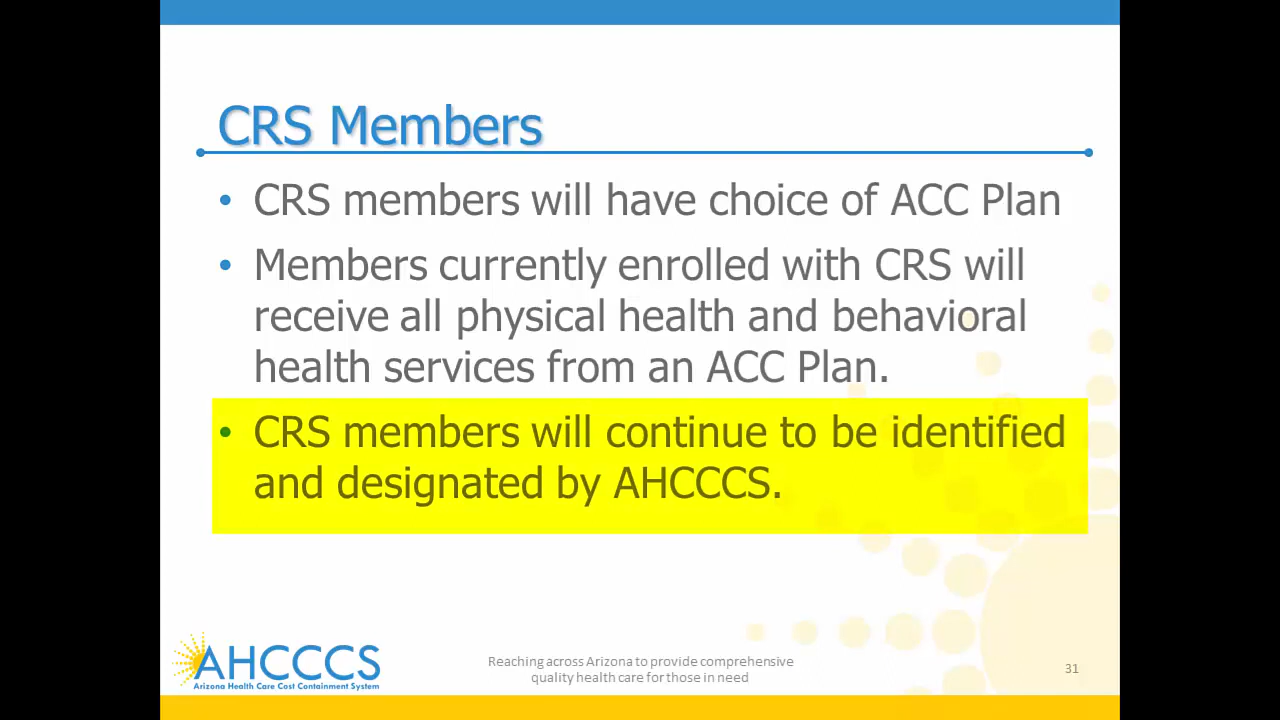 CRS Members
• CRS members will have choice of ACC Plan
• Members currently enrolled with CRS will
receive all physical health and behavioral
health services from an ACC Plan.
• CRS members will continue to be identified
and designated by AHCCCS.
AHCCCS
Arizona Health Care Cost Containment System
Reaching across Arizona to provide comprehensive
quality health care for those in need
31